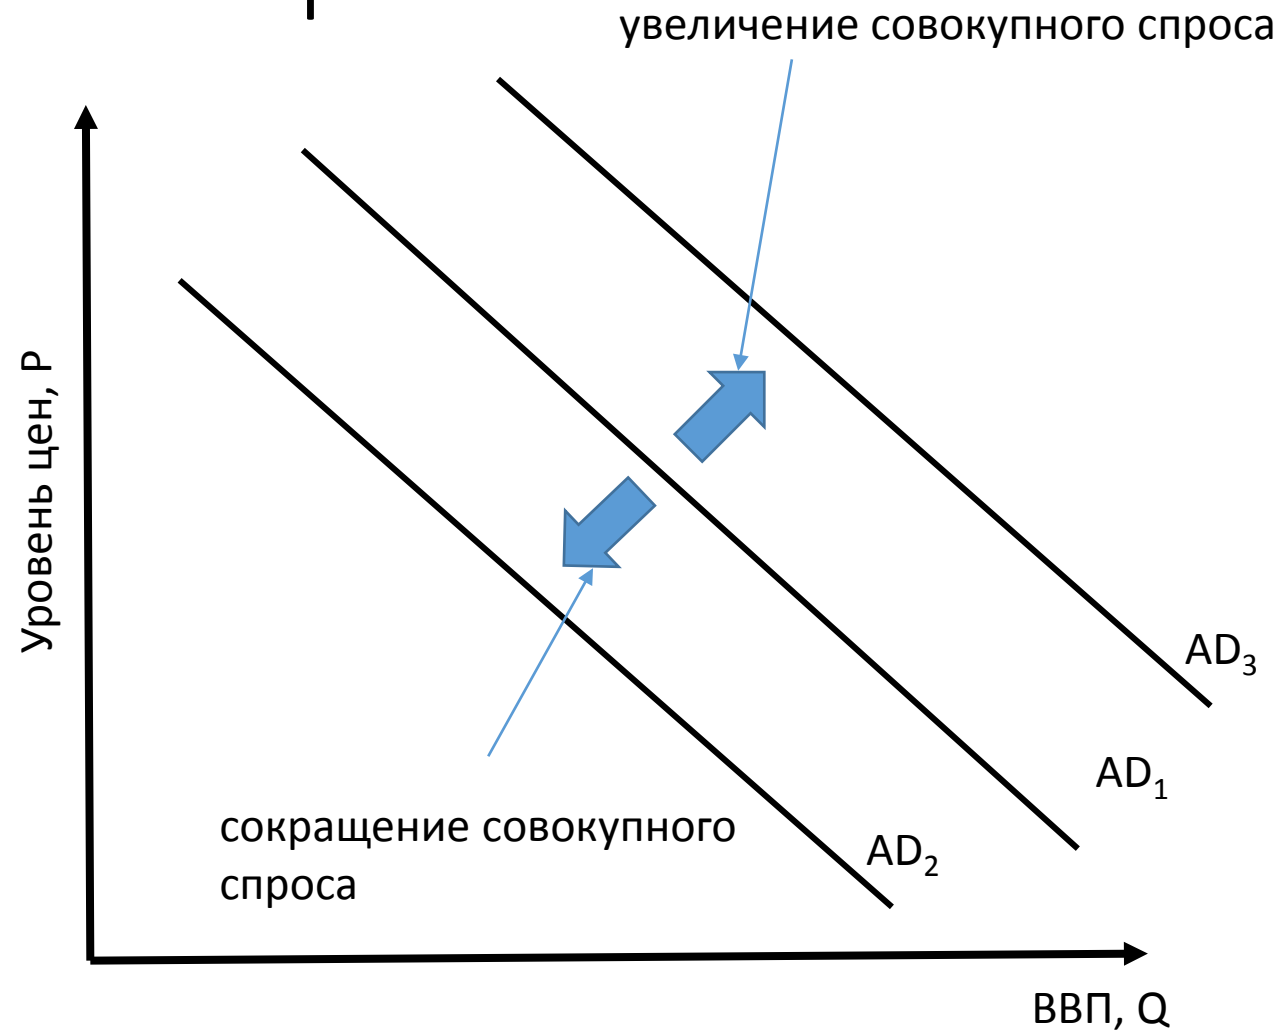 увеличение совокупного спроса
Уровень цен, P
AD₃
AD₁
сокращение совокупного
спроса
AD₂
ВВП, Q